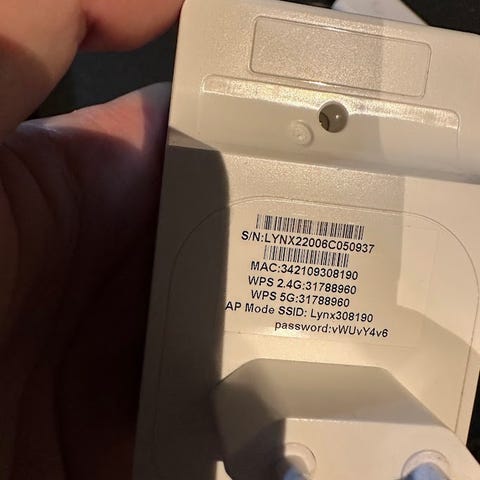 S/N:LYNX22006C050937
MAC:342109308190
WPS 2.4G:31788960
WPS 5G:31788960
AP Mode SSID: Lynx308190
password:vWUvY4v6